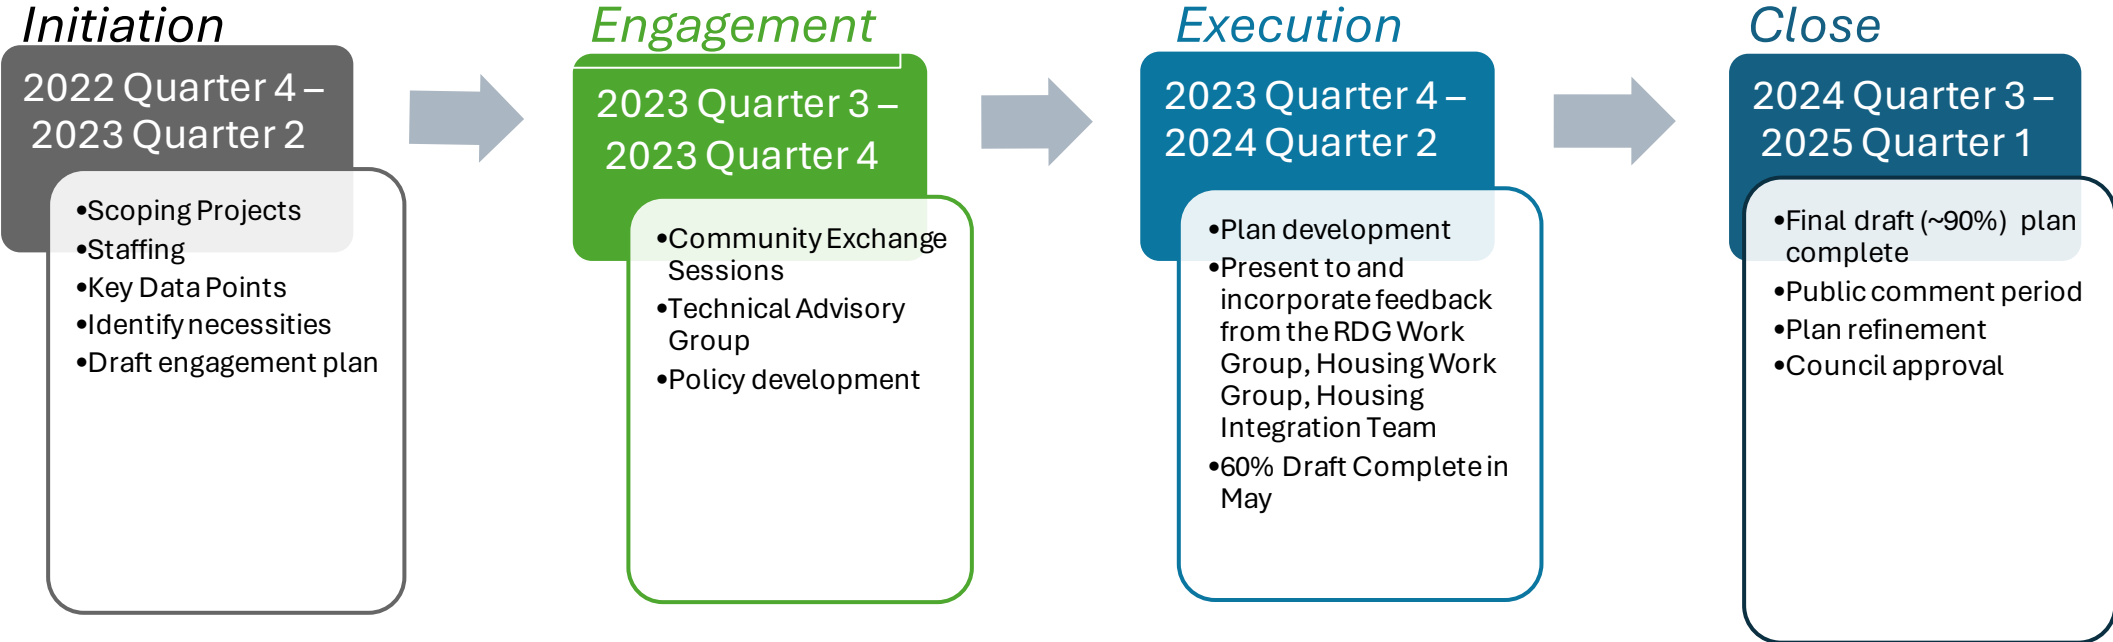 Initiation
2022 Quarter 4 –
2023 Quarter 2
•Scoping Projects
•Staffing
•Key Data Points
•Identify necessities
•Draft engagement plan
Engagement
2023 Quarter 3 –
2023 Quarter 4
•Community Exchange
Sessions
•Technical Advisory
Group
•Policy development
Execution
2023 Quarter 4 –
2024 Quarter 2
•Plan development
•Present to and
incorporate feedback
from the RDG Work
Group, Housing Work
Group, Housing
Integration Team
•60% Draft Complete in
May
Close
2024 Quarter 3 –
2025 Quarter 1
•Final draft (~90%) plan
complete
•Public comment period
•Plan refinement
•Council approval